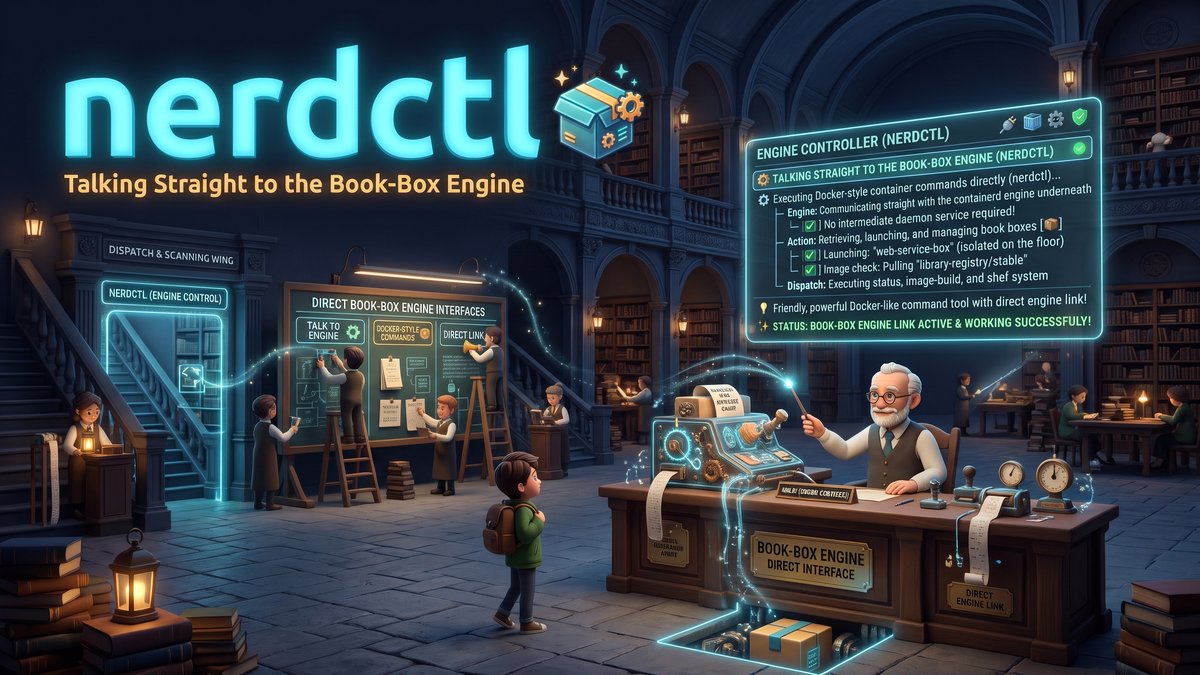 nerdctl
Talking Straight to the Book-Box Engine
DISPATCH & SCANNING WING
NERDCTL (ENGINE CONTROL)
DIRECT BOOK-BOX ENGINE INTERFACES
TALK TO
ENGINE
DOCKER-STYLE
COMMANDS
DIRECT LINK
ENGINE CONTROLLER (NERDCTL)
TALKING STRAIGHT TO THE BOOK-BOX ENGINE (NERDCTL)
Executing Docker-style container commands directly (nerdctl)...
Engine: Communicating straight with the containerd engine underneath
] No intermediate daemon service required!
Action: Retrieving, launching, and managing book boxes []
] Launching: "web-service-box" (isolated on the floor)
] Image check: Pulling "library-registry/stable"
Dispatch: Executing status, image-build, and shef system
Friendly, powerful Docker-like command tool with direct engine link!
STATUS: BOOK-BOX ENGINE LINK ACTIVE & WORKING SUCCESSFULY!
BOOK-BOX ENGINE
DIRECT INTERFACE
DIRECT
ENGINE LINK